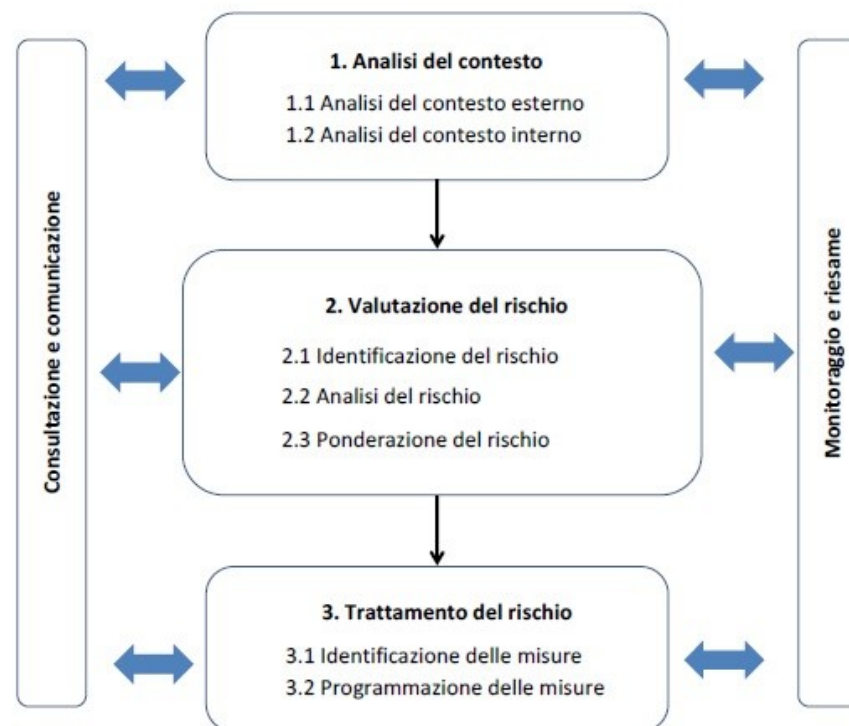 1. Analisi del contesto
1.1 Analisi del contesto esterno
1.2 Analisi del contesto interno
Consultazione e comunicazione
2. Valutazione del rischio
2.1 Identificazione del rischio
2.2 Analisi del rischio
2.3 Ponderazione del rischio
Monitoraggio e riesame
3. Trattamento del rischio
3.1 Identificazione delle misure
3.2 Programmazione delle misure